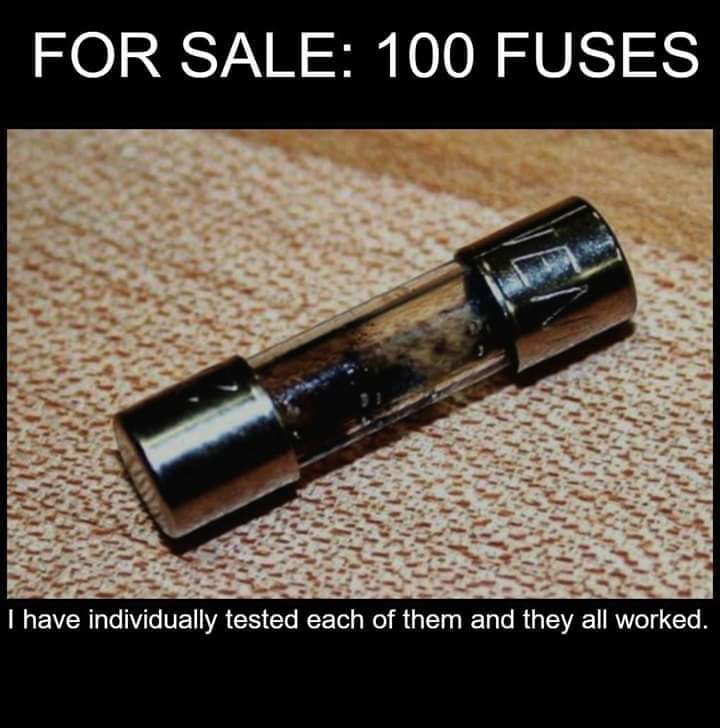 FOR SALE: 100 FUSES
I have individually tested each of them and they all worked.